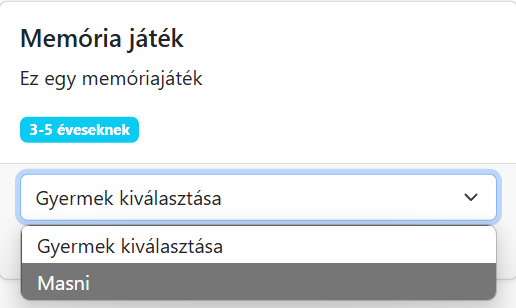 Memória játék
Ez egy memóriajáték
3-5 éveseknek
Gyermek kiválasztása
Gyermek kiválasztása
Masni